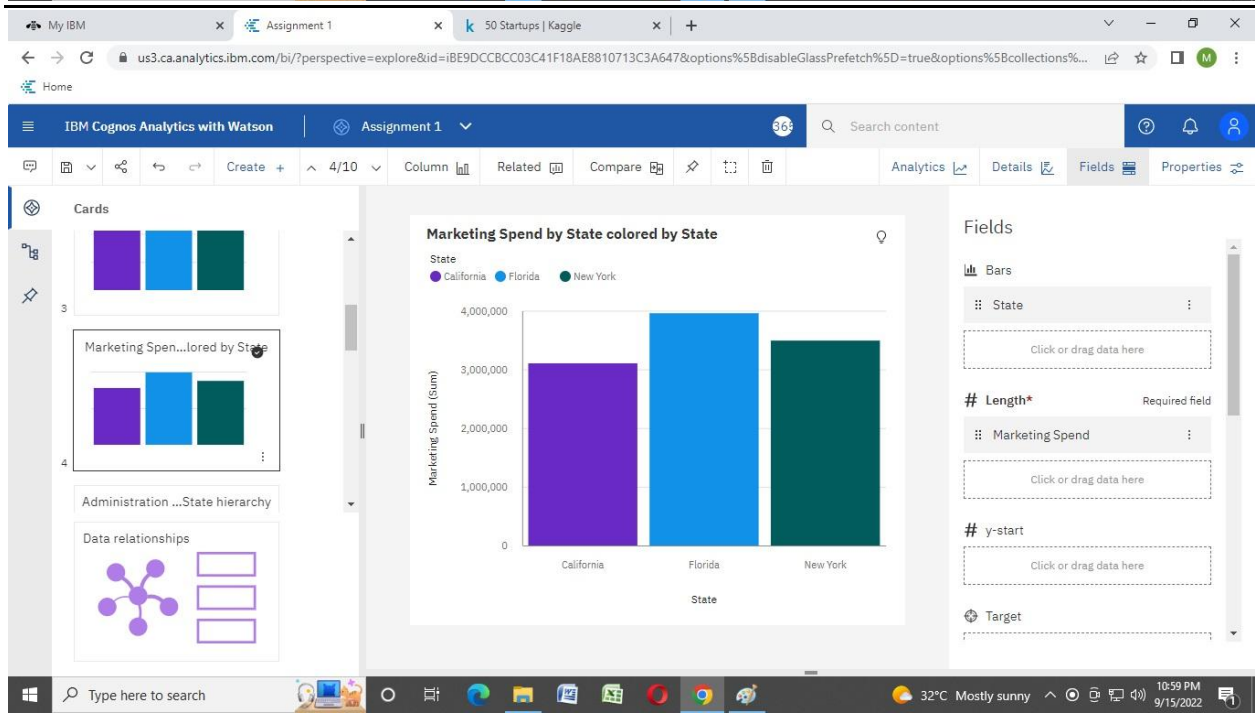 My IBM
Assignment 1
50 Startups | Kaggle
us3.ca.analytics.ibm.com/bi/?perspective=explore&id=iBE9DCCBCC03C41F18AE8810713C3A647&options%5BdisableGlassPrefetch%5D=true&options%5Bcollections%...
M
Home
IBM Cognos Analytics with Watson
Assignment 1
Search content
Create +
4/10
Column
Related
Compare
Analytics
Details
Fields
Properties
Cards
3
Marketing Spen...lored by State
4
Administration ...State hierarchy
Data relationships
Marketing Spend by State colored by State
State
California
Florida
New York
4,000,000
3,000,000
2,000,000
1,000,000
0
Marketing Spend (Sum)
California
Florida
New York
State
Fields
Bars
State
Click or drag data here
# Length*
Required field
Marketing Spend
Click or drag data here
# y-start
Click or drag data here
Target
Type here to search
32°C Mostly sunny
10:59 PM
9/15/2022
1